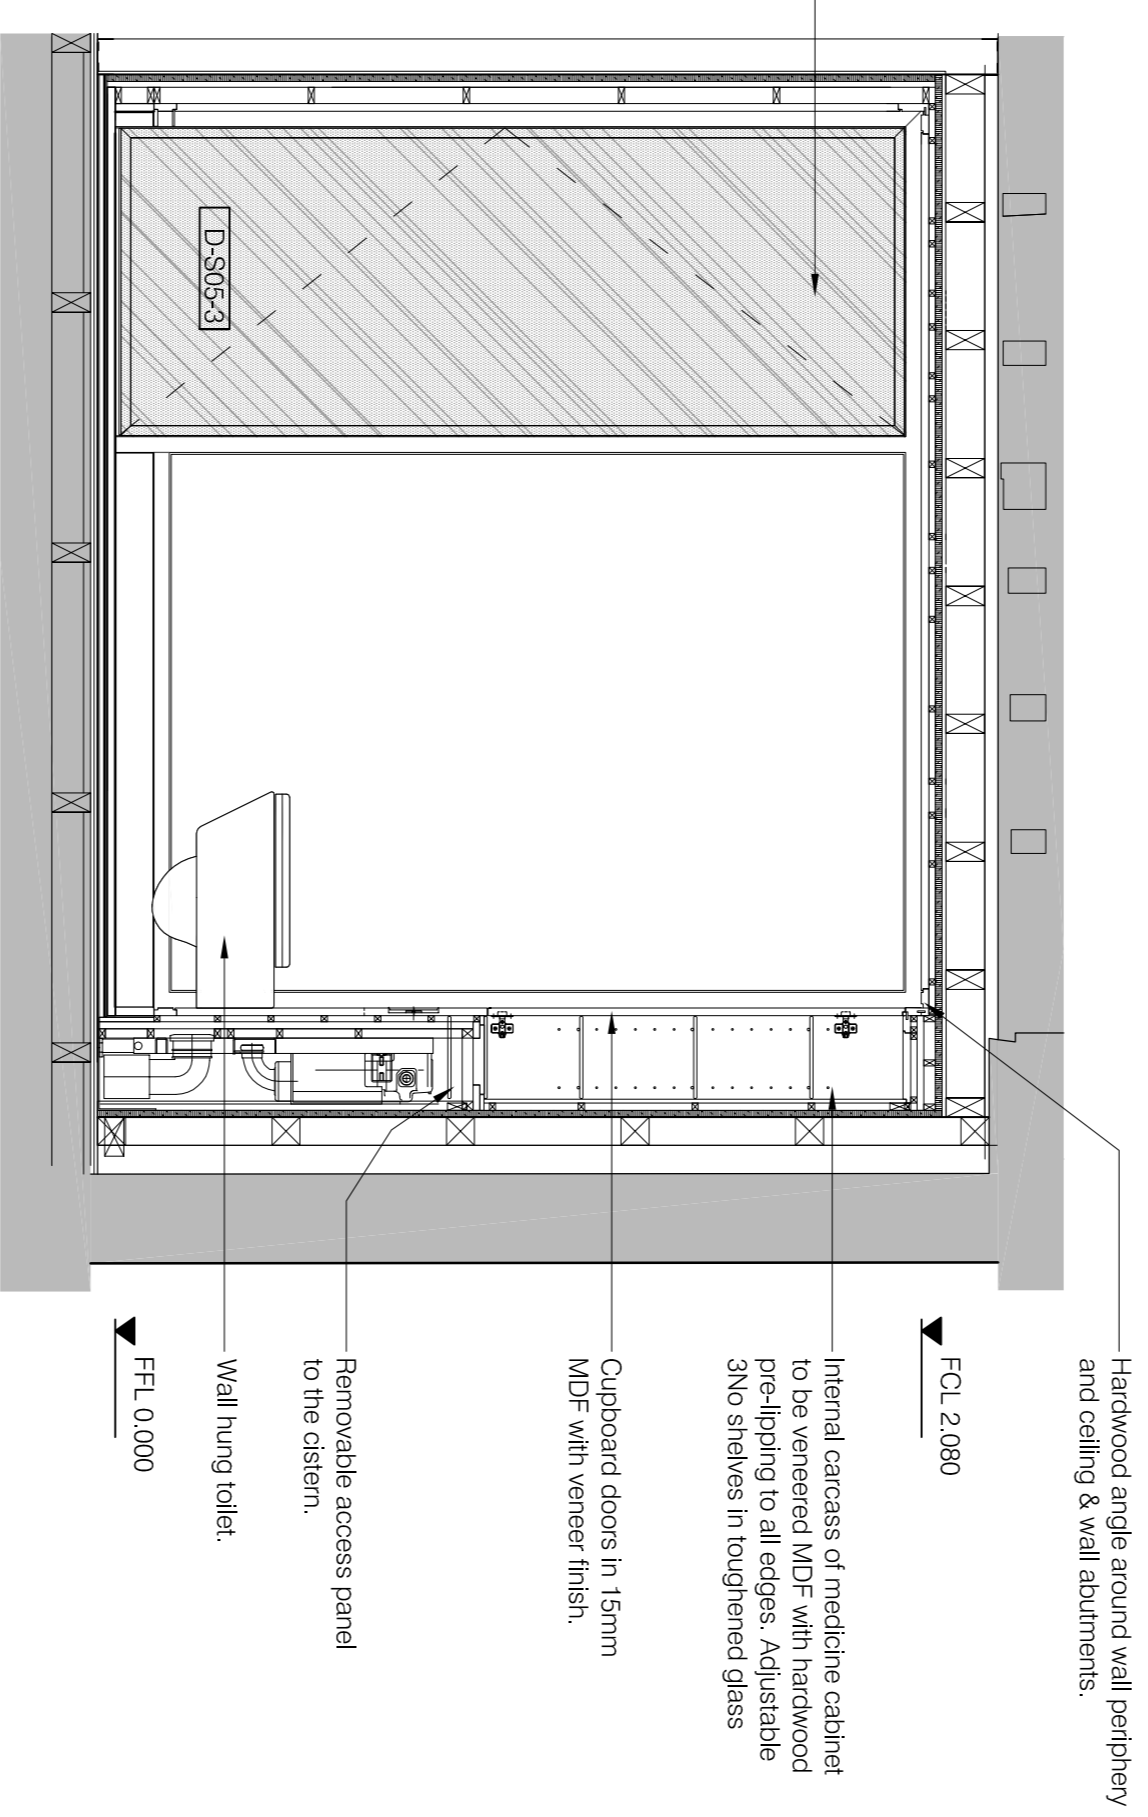 Hardwood angle around wall periphery
and ceiling & wall abutments.
FCL 2.080
Internal carcass of medicine cabinet
to be veneered MDF with hardwood
pre-lipping to all edges. Adjustable
3No shelves in toughened glass
Cupboard doors in 15mm
MDF with veneer finish.
Removable access panel
to the cistern.
Wall hung toilet.
FFL 0.000
D-S05-3